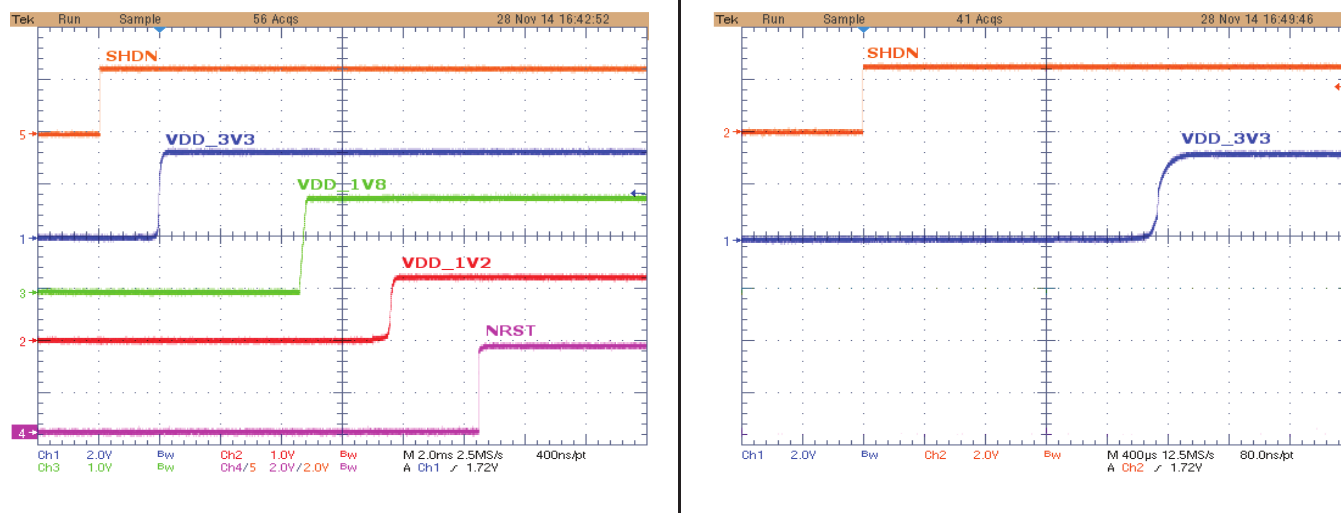 Tek Run Sample 56 Acqs 28 Nov 14 16:42:52
SHDN
5
VDD_3V3
VDD_1V8
1
VDD_1V2
3
NRST
2
4
Ch1 2.0V Bw Ch2 1.0V Bw M 2.0ms 2.5MS/s 400ns/pt
Ch3 1.0V Bw Ch4/5 2.0V/2.0V Bw A Ch1 / 1.72V
Tek Run Sample 41 Acqs 28 Nov 14 16:49:46
SHDN
2
VDD_3V3
1
Ch1 2.0V Bw Ch2 2.0V Bw M 400µs 12.5MS/s 80.0ns/pt
A Ch2 / 1.72V